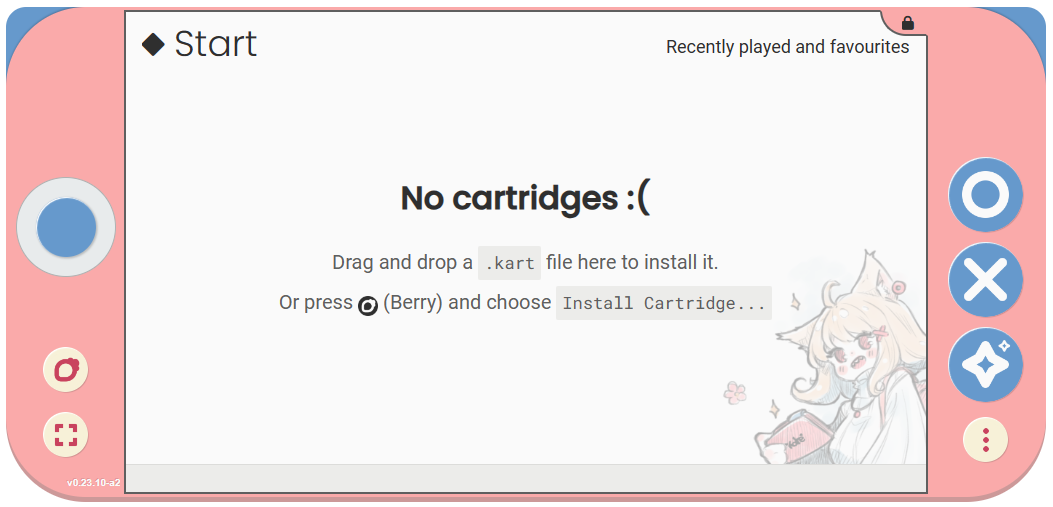 Start
Recently played and favourites
No cartridges :(
Drag and drop a .kart file here to install it.
Or press (Berry) and choose Install Cartridge...
v0.23.10-a2